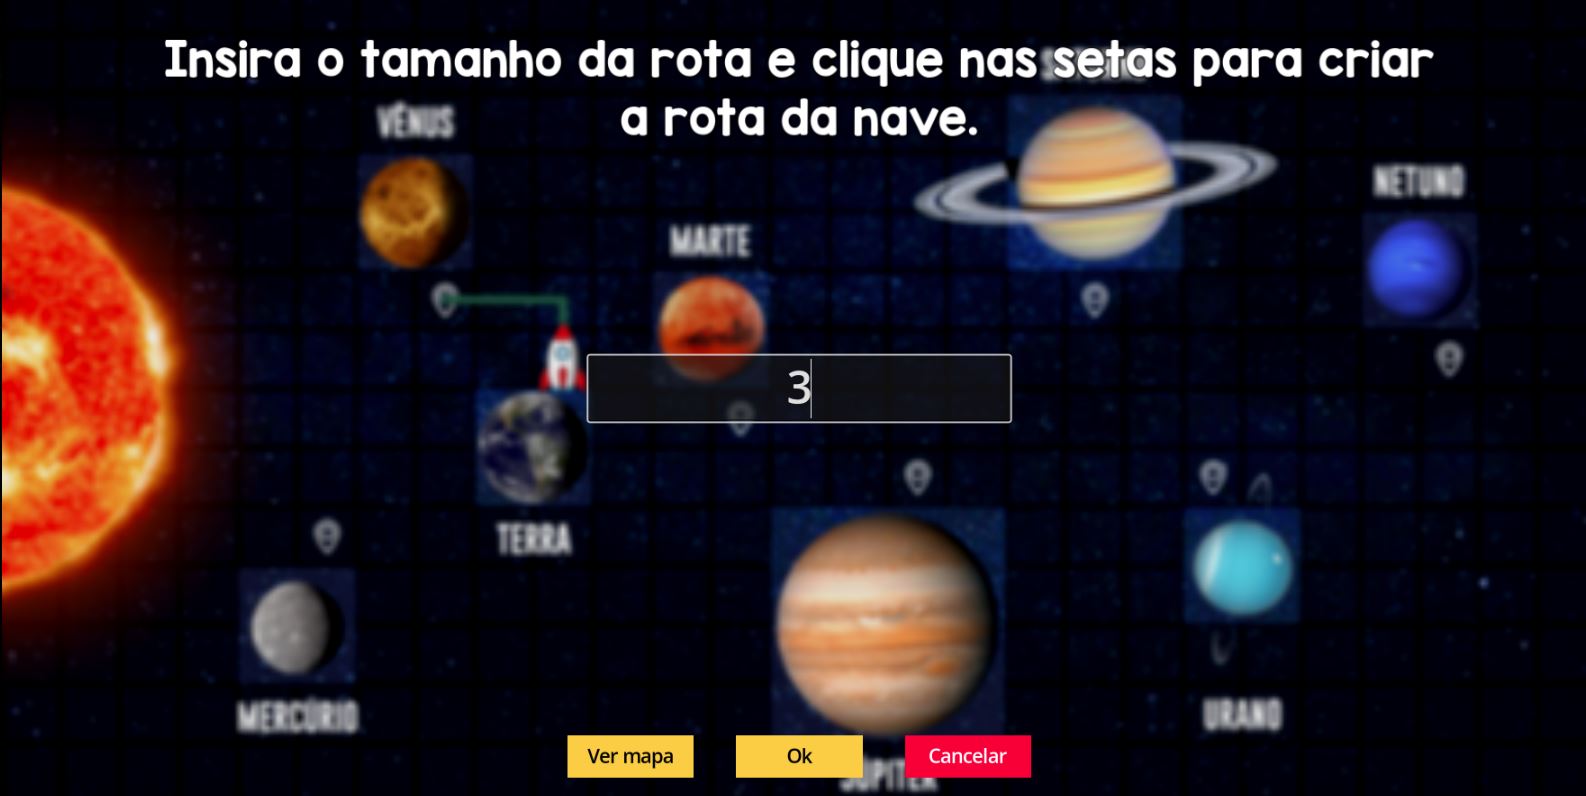 Insira o tamanho da rota e clique nas setas para criar
a rota da nave.
VÊNUS
NETUNO
MARTE
3
TERRA
MERCÚRIO
URANO
Ver mapa
Ok
Cancelar
JÚPITER